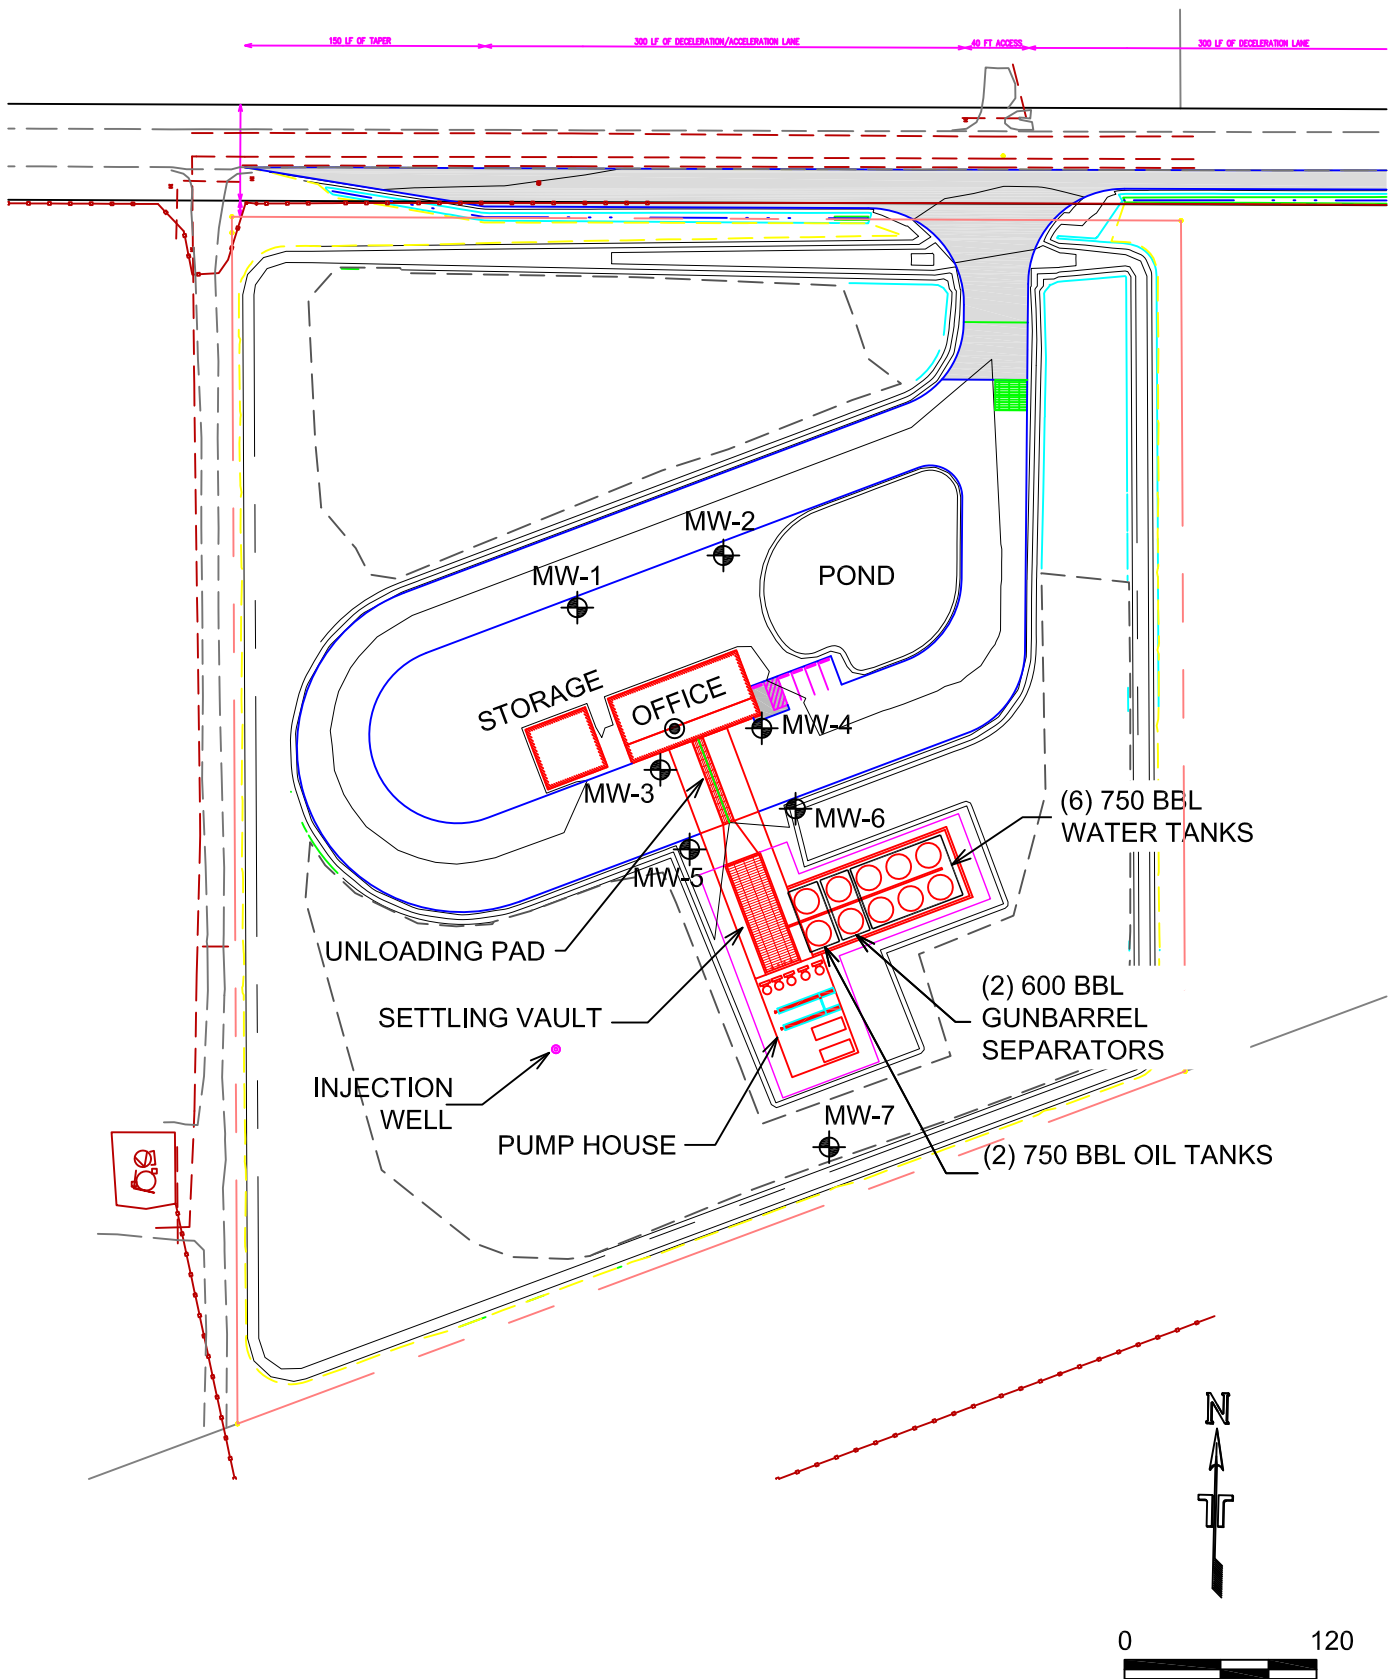 150 LF OF TAPER
300 LF OF DECELERATION/ACCELERATION LANE
40 FT ACCESS
300 LF OF DECELERATION LANE
MW-2
MW-1
POND
STORAGE
OFFICE
MW-4
MW-3
MW-6
(6) 750 BBL
WATER TANKS
MW-5
UNLOADING PAD
(2) 600 BBL
GUNBARREL
SEPARATORS
SETTLING VAULT
INJECTION
WELL
MW-7
PUMP HOUSE
(2) 750 BBL OIL TANKS
N
0
120